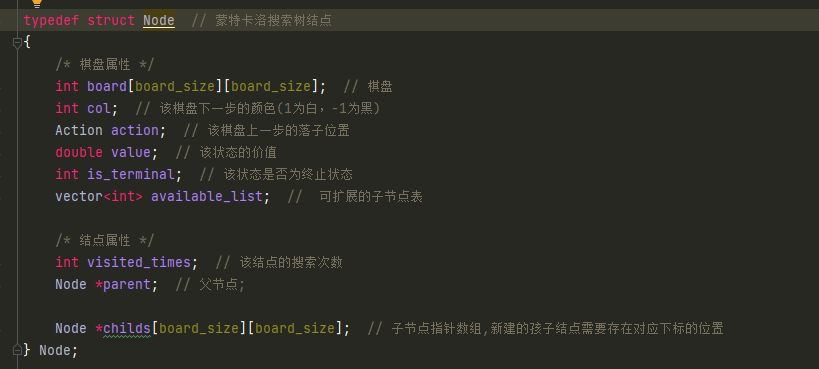 typedef struct Node  // 蒙特卡洛搜索树结点
{
    /* 棋盘属性 */
    int board[board_size][board_size];  // 棋盘
    int col;  // 该棋盘下一步的颜色(1为白，-1为黑)
    Action action;  // 该棋盘上一步的落子位置
    double value;  // 该状态的价值
    int is_terminal;  // 该状态是否为终止状态
    vector<int> available_list;  //  可扩展的子节点表
    /* 结点属性 */
    int visited_times;  // 该结点的搜索次数
    Node *parent;  // 父节点;
    Node *childs[board_size][board_size];  // 子节点指针数组,新建的孩子结点需要存在对应下标的位置
} Node;